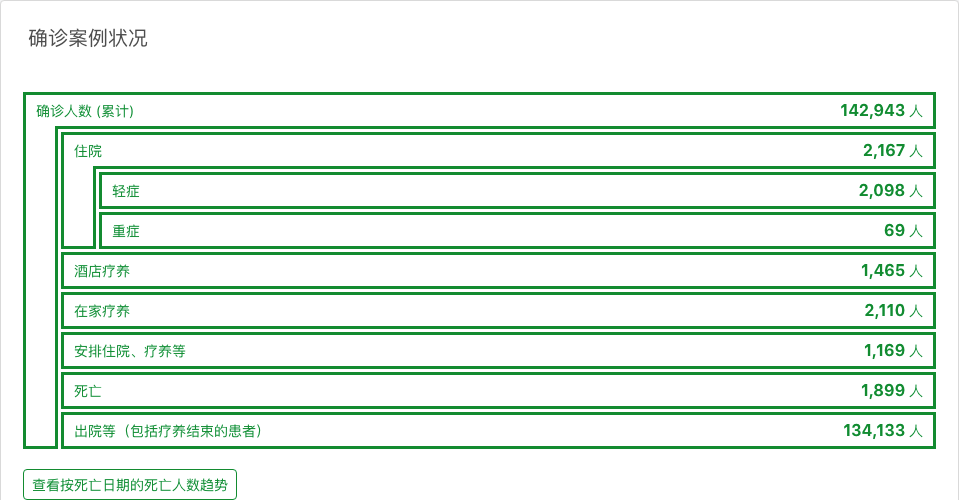 确诊案例状况
确诊人数 (累计) 142,943 人
住院 2,167 人
轻症 2,098 人
重症 69 人
酒店疗养 1,465 人
在家疗养 2,110 人
安排住院、疗养等 1,169 人
死亡 1,899 人
出院等（包括疗养结束的患者） 134,133 人
查看按死亡日期的死亡人数趋势